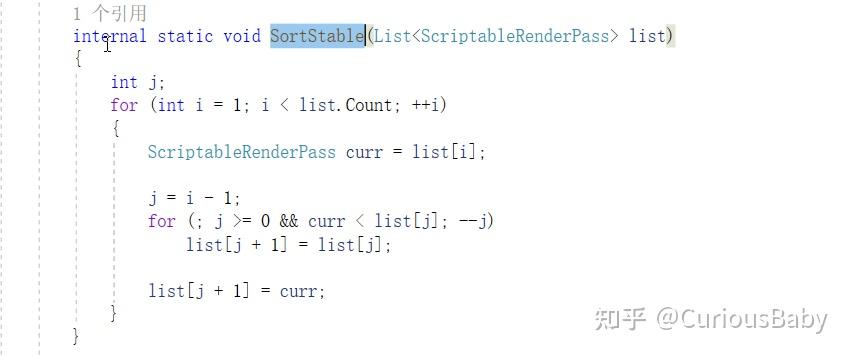 1 个引用
internal static void SortStable(List<ScriptableRenderPass> list)
{
    int j;
    for (int i = 1; i < list.Count; ++i)
    {
        ScriptableRenderPass curr = list[i];

        j = i - 1;
        for (; j >= 0 && curr < list[j]; --j)
            list[j + 1] = list[j];

        list[j + 1] = curr;
    }
}
知乎 @CuriousBaby